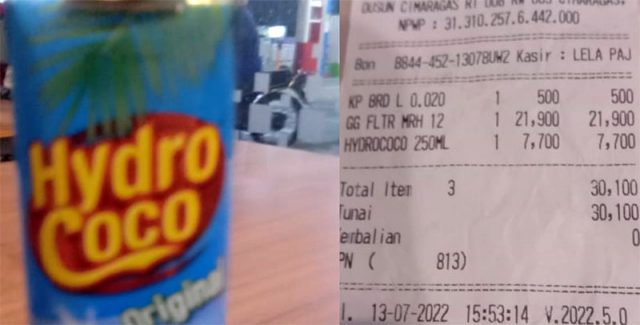 Hydro
Coco
Original
DUSUN CIMARAGAS RT 006 RW 003 CIMARAGAS,
NPWP : 31.310.257.6.442.000
Bon 8844-452-13078UW2 Kasir : LELA PAJ
KP BRD L 0.020 1 500 500
GG FLTR MRH 12 1 21,900 21,900
HYDROCOCO 250ML 1 7,700 7,700
Total Item 3 30,100
Tunai 30,100
embalian 0
PN ( 813)
l. 13-07-2022 15:53:14 V.2022.5.0